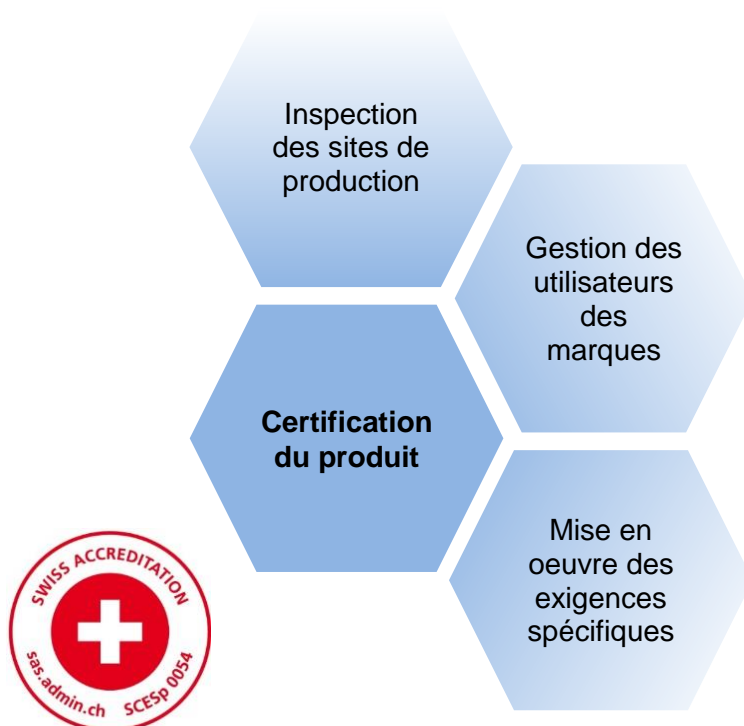 Inspection
des sites de
production
Gestion des
utilisateurs
des
marques
Certification
du produit
Mise en
oeuvre des
exigences
spécifiques
SWISS ACCREDITATION
sas.admin.ch SCESp 0054